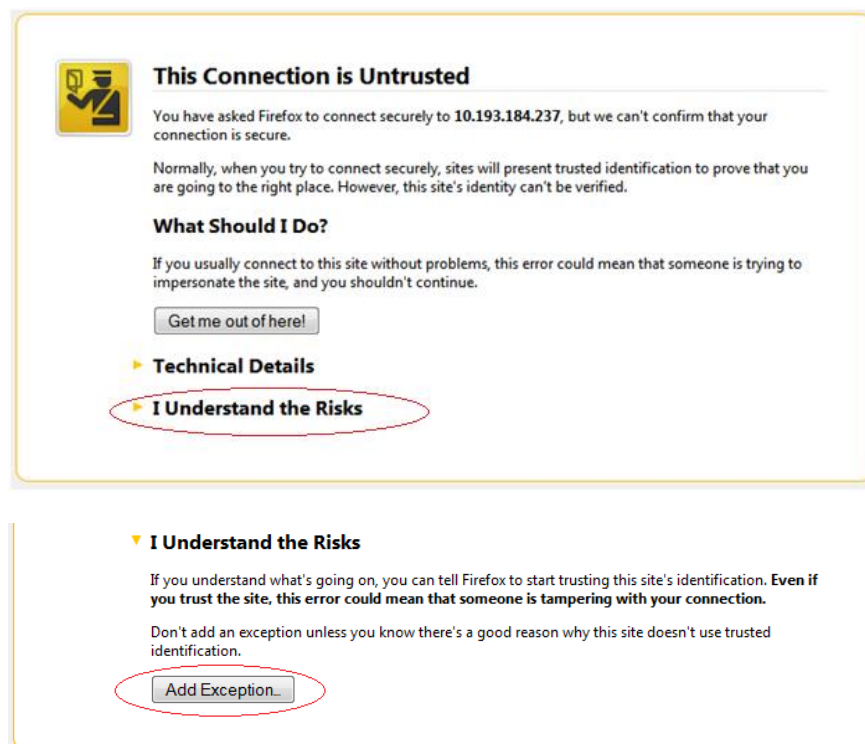 This Connection is Untrusted
You have asked Firefox to connect securely to 10.193.184.237, but we can't confirm that your
connection is secure.
Normally, when you try to connect securely, sites will present trusted identification to prove that you
are going to the right place. However, this site's identity can't be verified.
What Should I Do?
If you usually connect to this site without problems, this error could mean that someone is trying to
impersonate the site, and you shouldn't continue.
Get me out of here!
Technical Details
I Understand the Risks
I Understand the Risks
If you understand what's going on, you can tell Firefox to start trusting this site's identification. Even if
you trust the site, this error could mean that someone is tampering with your connection.
Don't add an exception unless you know there's a good reason why this site doesn't use trusted
identification.
Add Exception...